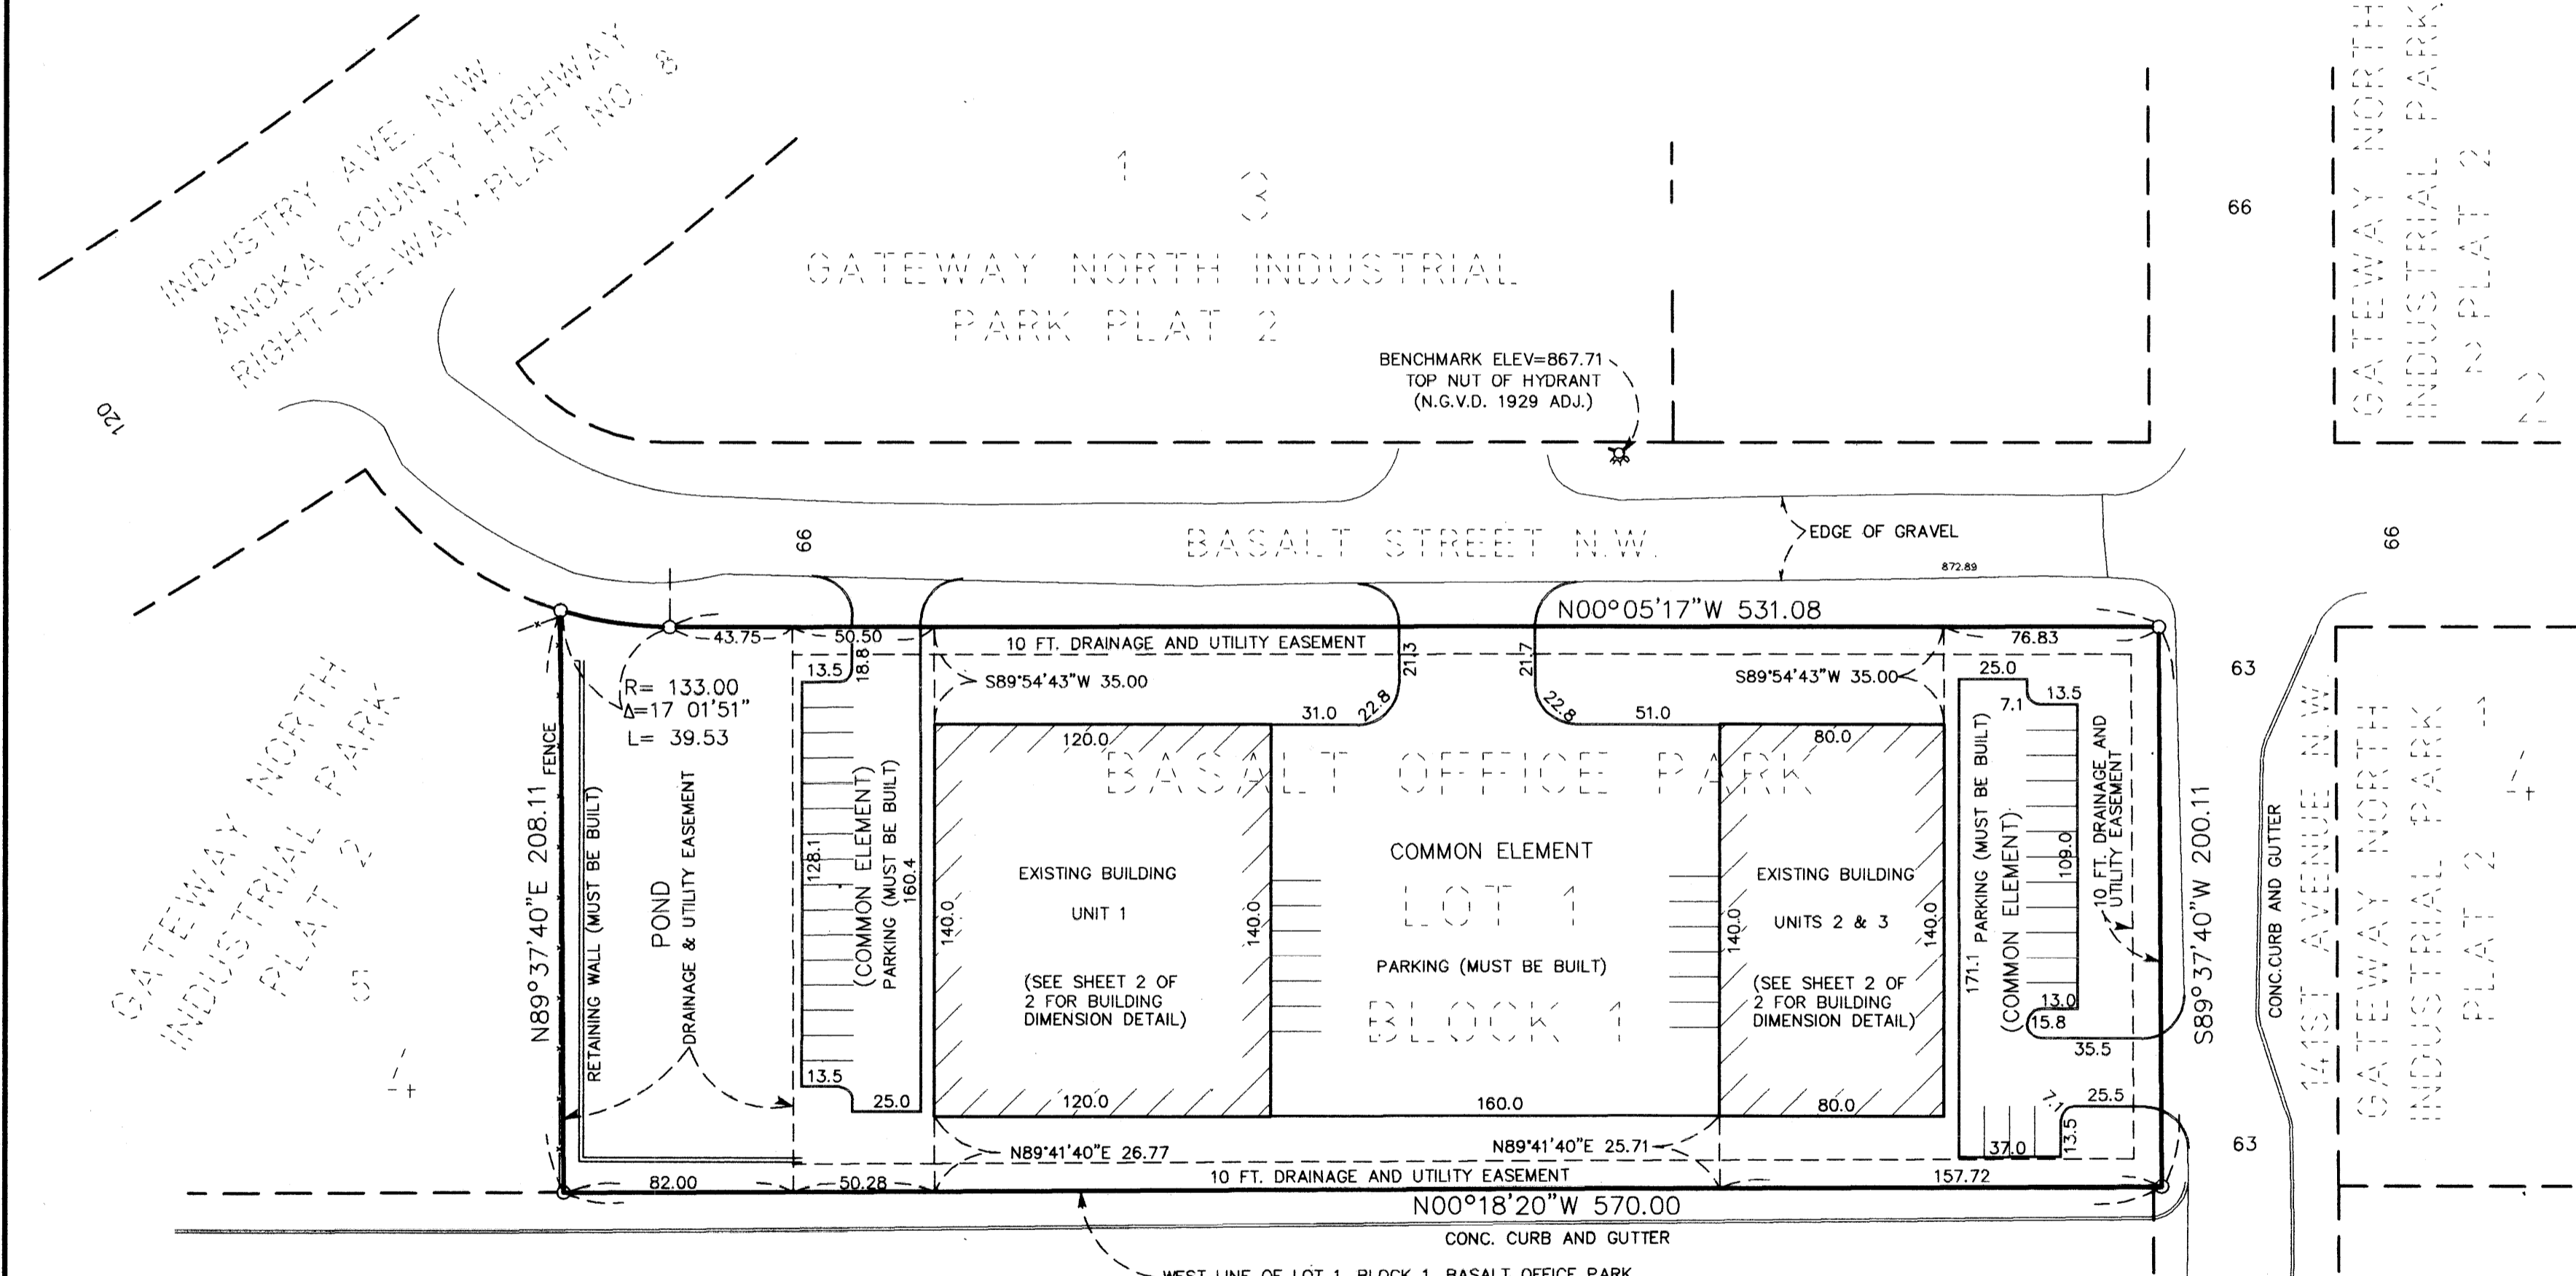 INDUSTRY AVE. N.W.
ANOKA COUNTY HIGHWAY
RIGHT-OF-WAY PLAT NO. 8
120
1
3
GATEWAY NORTH INDUSTRIAL
PARK PLAT 2
BENCHMARK ELEV=867.71
TOP NUT OF HYDRANT
(N.G.V.D. 1929 ADJ.)
66
GATEWAY NORTH
INDUSTRIAL PARK
PLAT 2
2
66
BASALT STREET N.W.
EDGE OF GRAVEL
872.89
66
N00°05'17"W 531.08
43.75
50.50
10 FT. DRAINAGE AND UTILITY EASEMENT
76.83
13.5
18.8
S89°54'43"W 35.00
21.3
21.7
S89°54'43"W 35.00
25.0
13.5
7.1
63
R= 133.00
Δ=17 01'51"
L= 39.53
31.0
22.8
22.8
51.0
120.0
80.0
BASALT OFFICE PARK
GATEWAY NORTH
INDUSTRIAL PARK
PLAT 2
5
4
N89°37'40"E 208.11
FENCE
RETAINING WALL (MUST BE BUILT)
POND
DRAINAGE & UTILITY EASEMENT
128.1
(COMMON ELEMENT)
PARKING (MUST BE BUILT)
160.4
140.0
EXISTING BUILDING
UNIT 1
(SEE SHEET 2 OF
2 FOR BUILDING
DIMENSION DETAIL)
140.0
COMMON ELEMENT
LOT 1
PARKING (MUST BE BUILT)
BLOCK 1
140.0
EXISTING BUILDING
UNITS 2 & 3
(SEE SHEET 2 OF
2 FOR BUILDING
DIMENSION DETAIL)
140.0
171.1 PARKING (MUST BE BUILT)
(COMMON ELEMENT)
109.0
10 FT. DRAINAGE AND
UTILITY EASEMENT
13.0
15.8
35.5
S89°37'40"W 200.11
CONC.CURB AND GUTTER
141ST AVENUE N.W.
GATEWAY NORTH
INDUSTRIAL PARK
PLAT 2
1
4
13.5
25.0
120.0
160.0
80.0
7.1
25.5
13.5
37.0
63
N89°41'40"E 26.77
N89°41'40"E 25.71
82.00
50.28
10 FT. DRAINAGE AND UTILITY EASEMENT
157.72
N00°18'20"W 570.00
CONC. CURB AND GUTTER
WEST LINE OF LOT 1, BLOCK 1, BASALT OFFICE PARK